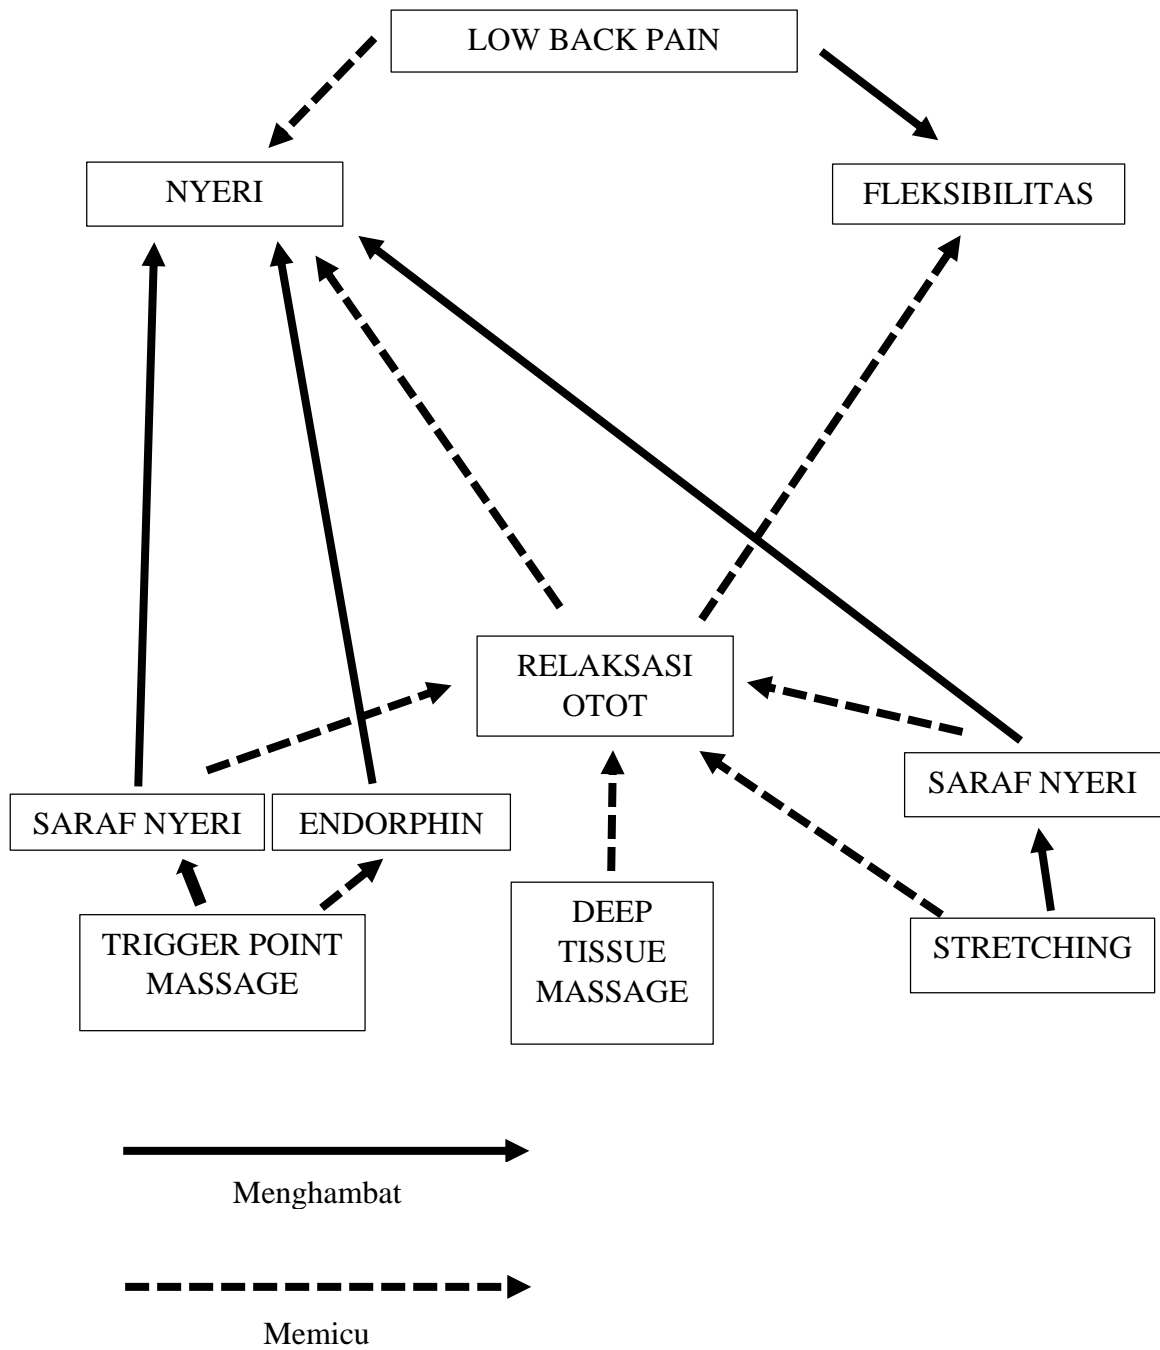 LOW BACK PAIN
NYERI
FLEKSIBILITAS
RELAKSASI
OTOT
SARAF NYERI
SARAF NYERI
ENDORPHIN
TRIGGER POINT
MASSAGE
DEEP
TISSUE
MASSAGE
STRETCHING
Menghambat
Memicu